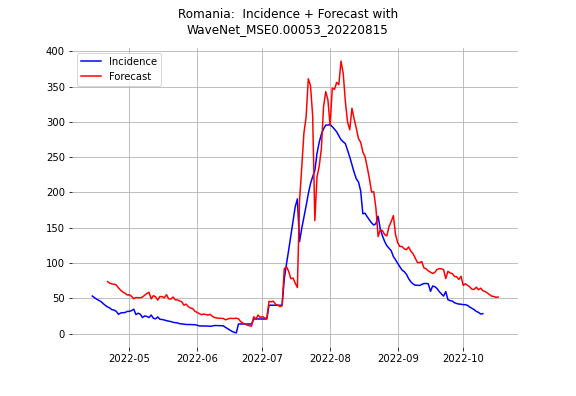 Romania:  Incidence + Forecast with
WaveNet_MSE0.00053_20220815
Incidence
Forecast
400
350
300
250
200
150
100
50
0
2022-05 2022-06 2022-07 2022-08 2022-09 2022-10